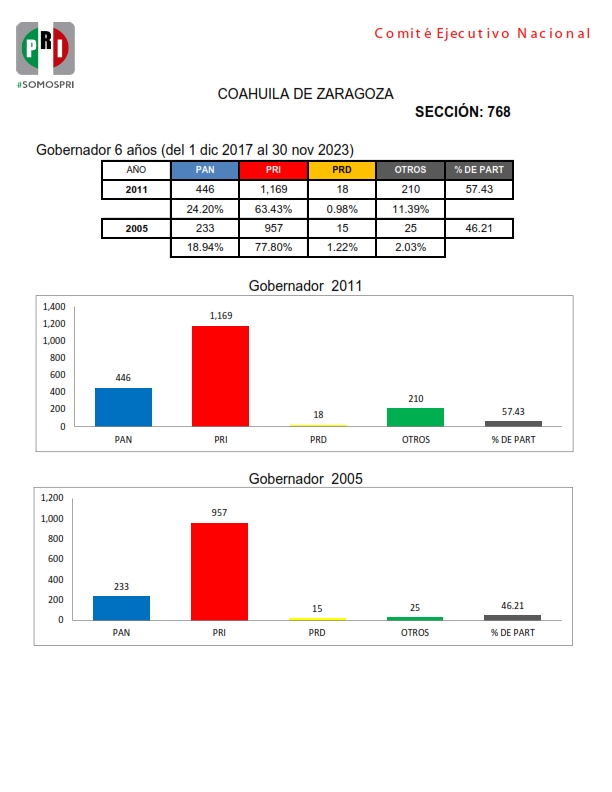 Comité Ejecutivo Nacional
PRI
#SOMOSPRI
COAHUILA DE ZARAGOZA
SECCIÓN: 768
Gobernador 6 años (del 1 dic 2017 al 30 nov 2023)
AÑO PAN PRI PRD OTROS % DE PART
2011 446 1,169 18 210 57.43
24.20% 63.43% 0.98% 11.39%
2005 233 957 15 25 46.21
18.94% 77.80% 1.22% 2.03%
Gobernador 2011
1,400
1,200
1,000
800
600
400
200
0
446
1,169
18
210
57.43
PAN PRI PRD OTROS % DE PART
Gobernador 2005
1,200
1,000
800
600
400
200
0
233
957
15
25
46.21
PAN PRI PRD OTROS % DE PART